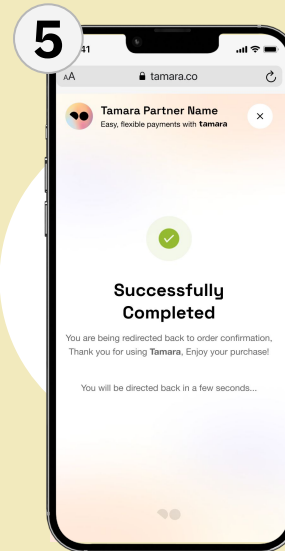 5
41
AA
tamara.co
Tamara Partner Name
Easy, flexible payments with tamara
Successfully
Completed
You are being redirected back to order confirmation,
Thank you for using Tamara, Enjoy your purchase!
You will be directed back in a few seconds...